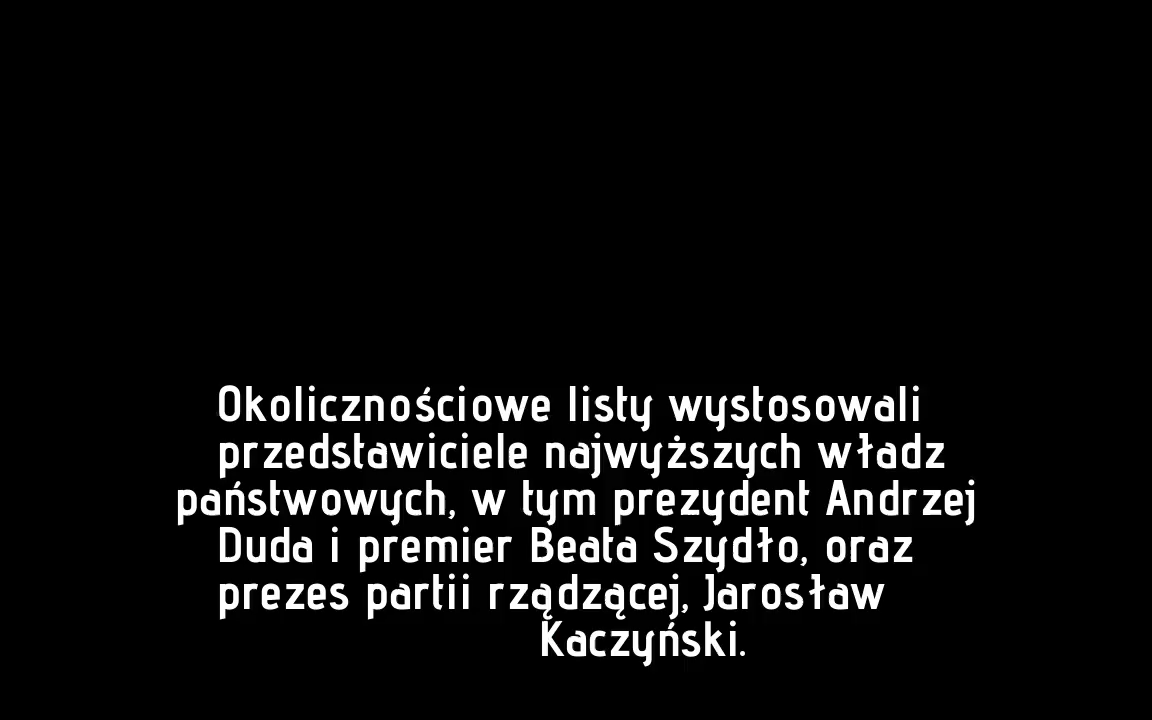 Okolicznościowe listy wystosowali
przedstawiciele najwyższych władz
państwowych, w tym prezydent Andrzej
Duda i premier Beata Szydło, oraz
prezes partii rządzącej, Jarosław
Kaczyński.